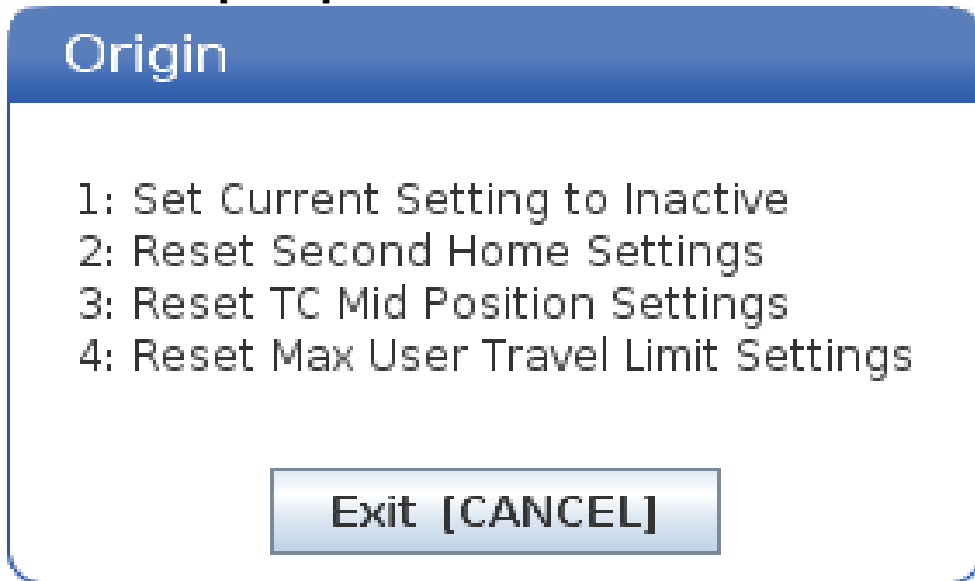 Origin
1: Set Current Setting to Inactive
2: Reset Second Home Settings
3: Reset TC Mid Position Settings
4: Reset Max User Travel Limit Settings
Exit [CANCEL]